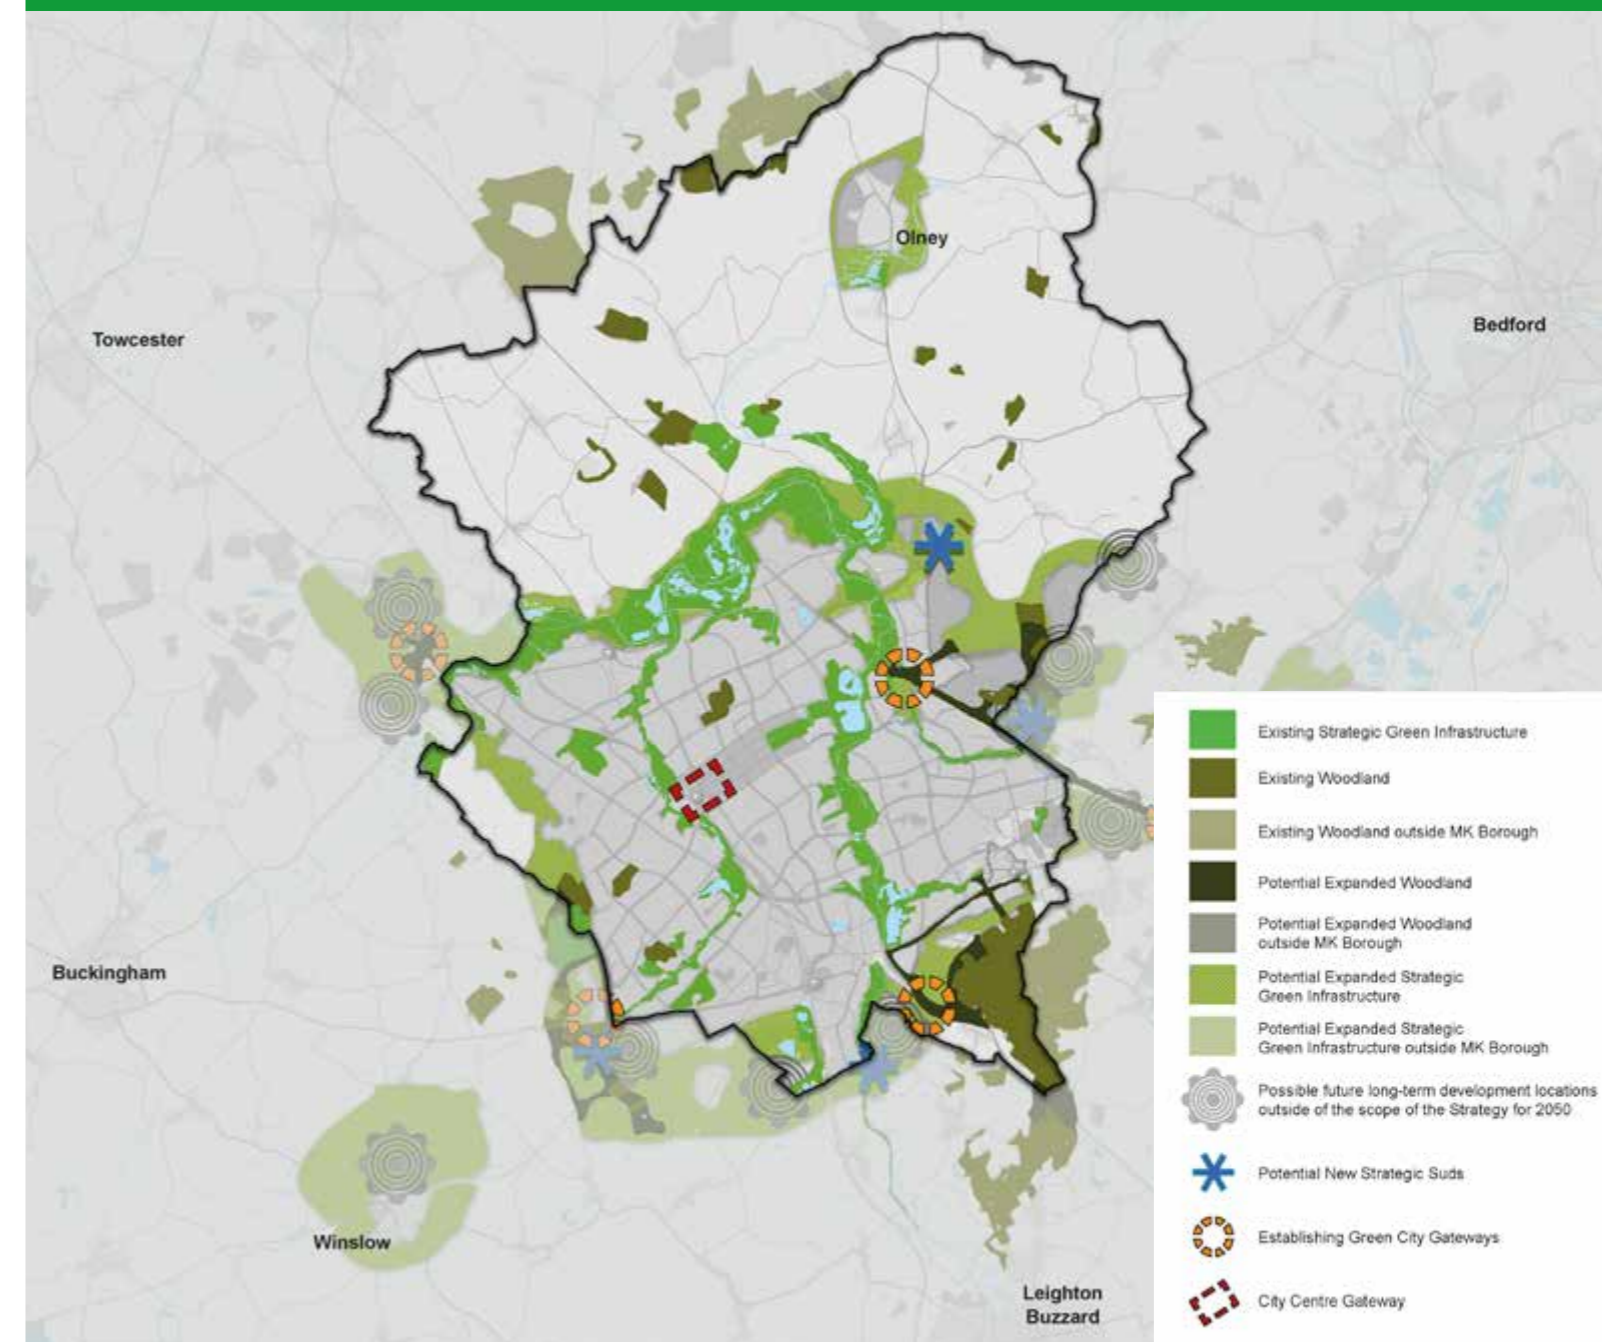 Olney
Towcester
Bedford
Buckingham
Winslow
Leighton
Buzzard
Existing Strategic Green Infrastructure
Existing Woodland
Existing Woodland outside MK Borough
Potential Expanded Woodland
Potential Expanded Woodland
outside MK Borough
Potential Expanded Strategic
Green Infrastructure
Potential Expanded Strategic
Green Infrastructure outside MK Borough
Possible future long-term development locations
outside of the scope of the Strategy for 2050
Potential New Strategic Suds
Establishing Green City Gateways
City Centre Gateway